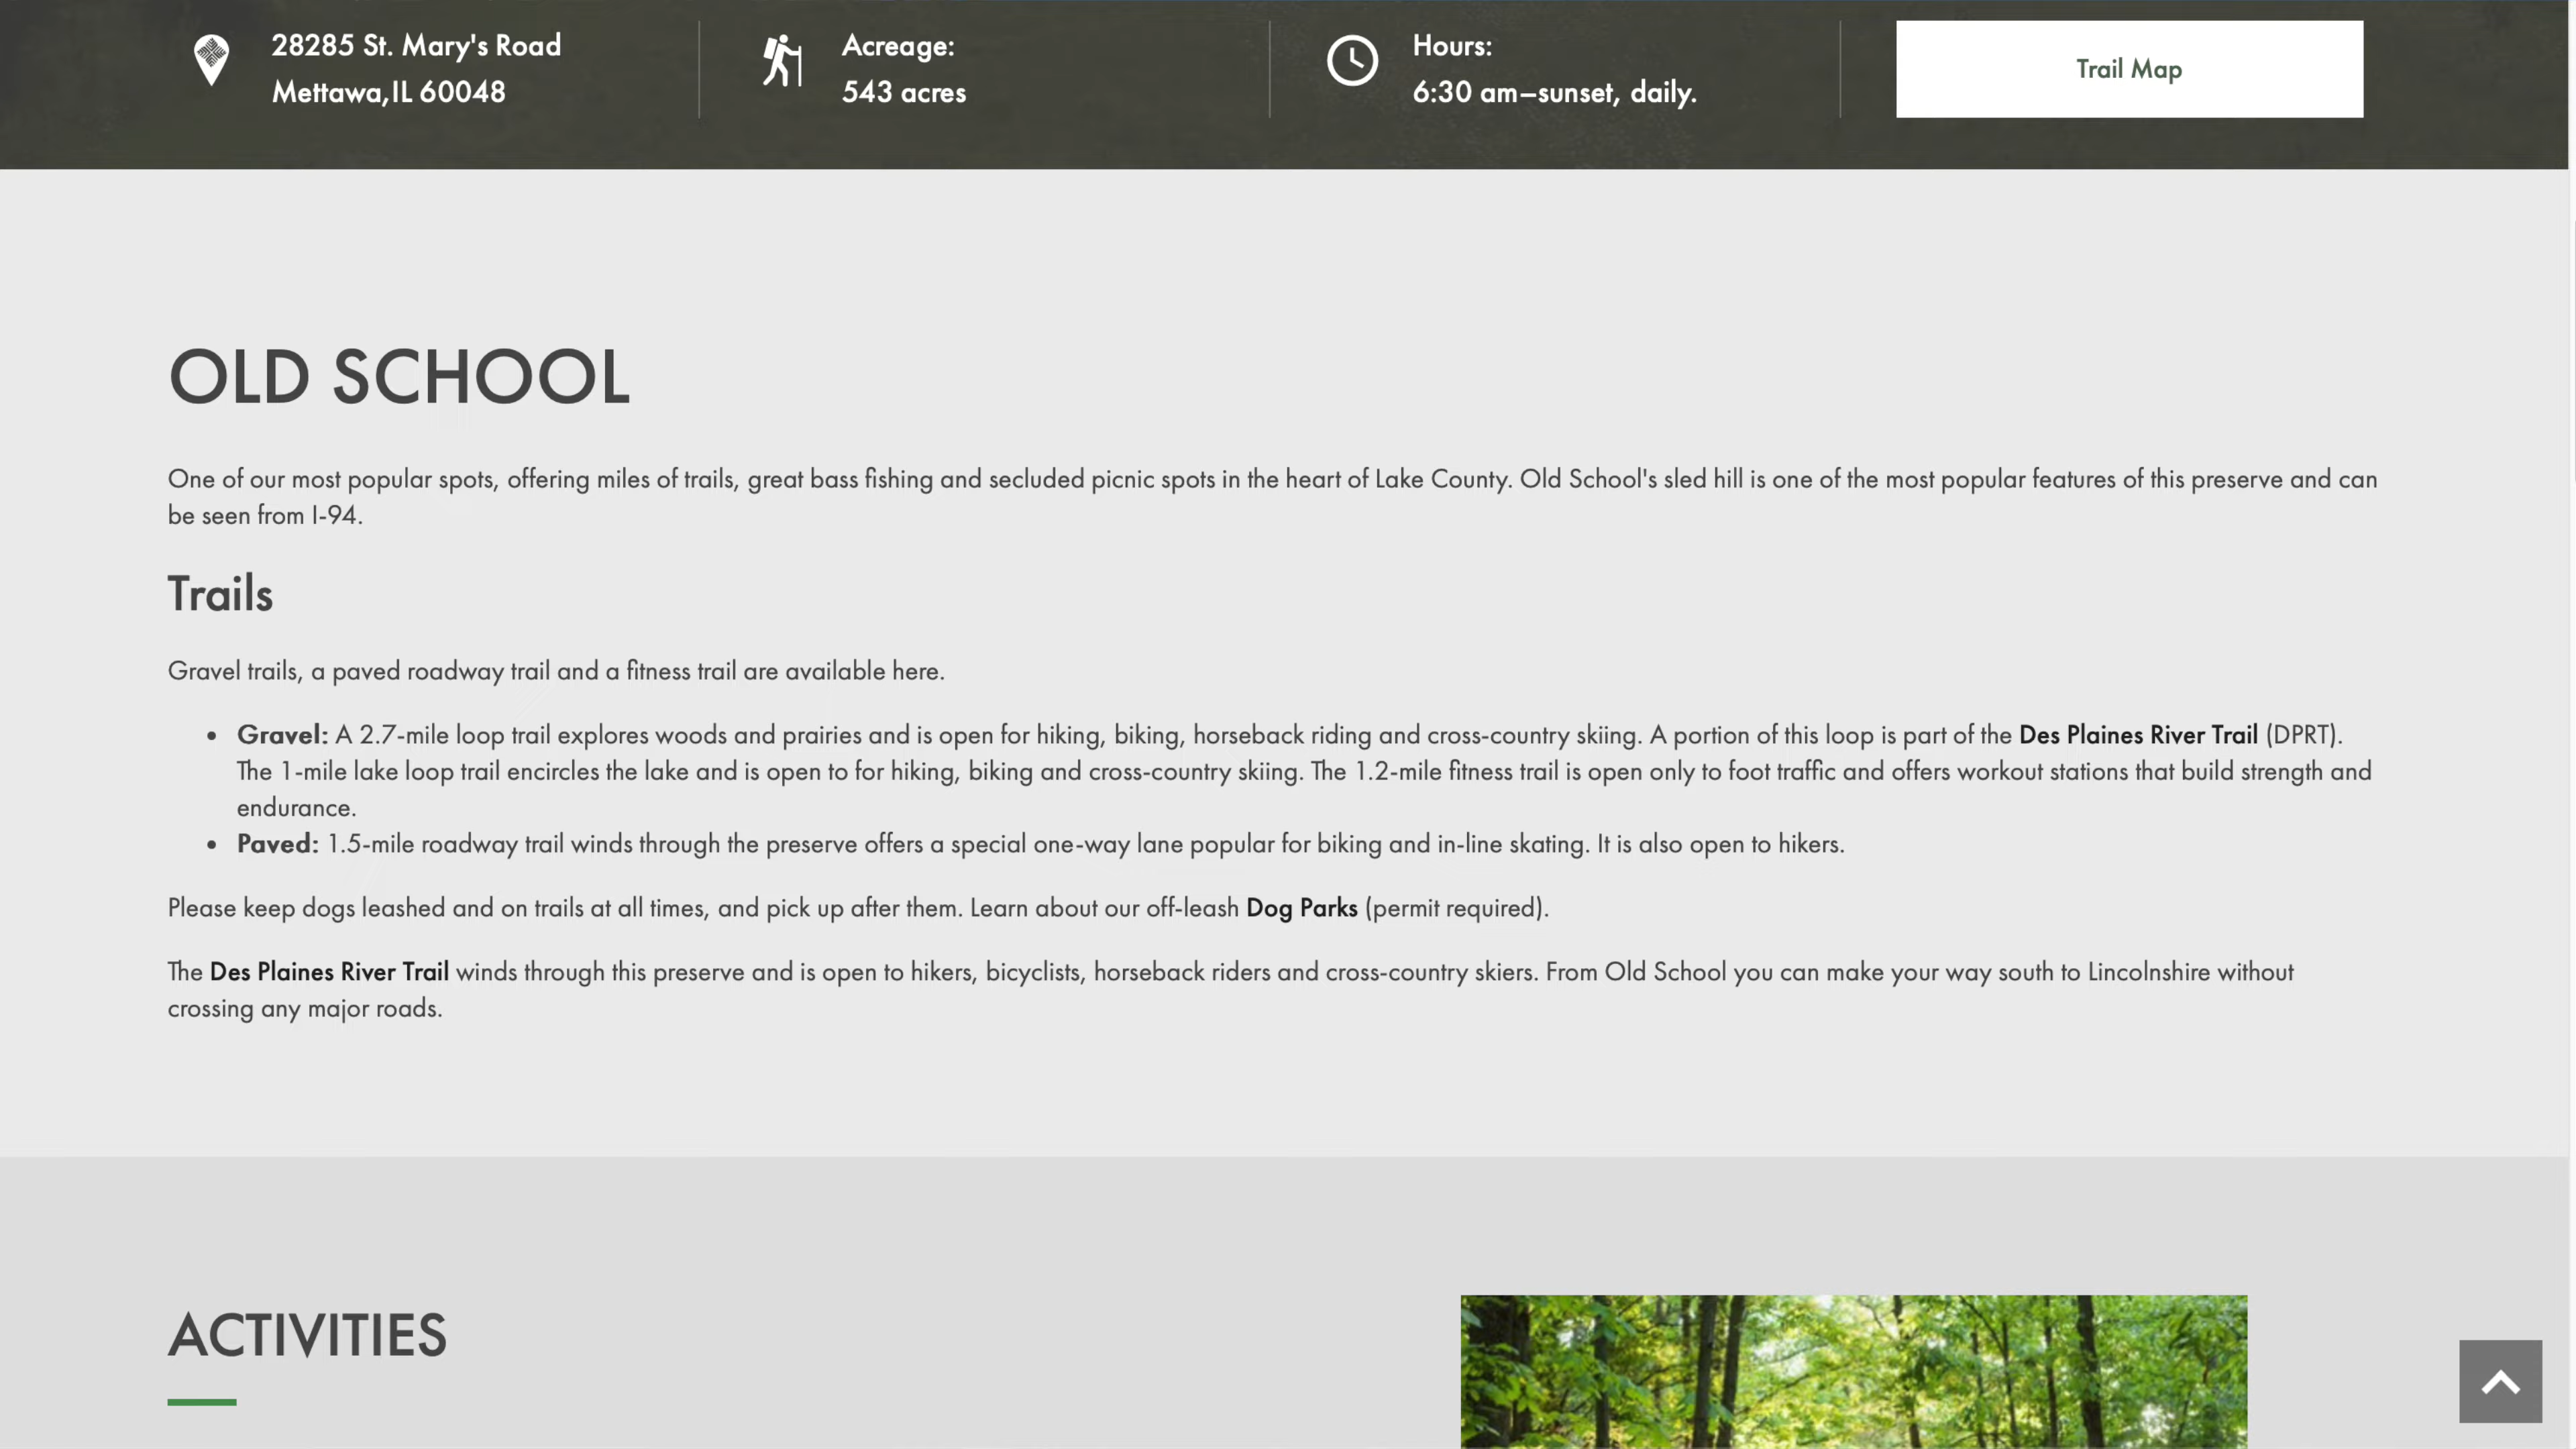 28285 St. Mary's Road
Mettawa,IL 60048
Acreage:
543 acres
Hours:
6:30 am–sunset, daily.
Trail Map
OLD SCHOOL
One of our most popular spots, offering miles of trails, great bass fishing and secluded picnic spots in the heart of Lake County. Old School's sled hill is one of the most popular features of this preserve and can
be seen from I-94.
Trails
Gravel trails, a paved roadway trail and a fitness trail are available here.
• Gravel: A 2.7-mile loop trail explores woods and prairies and is open for hiking, biking, horseback riding and cross-country skiing. A portion of this loop is part of the Des Plaines River Trail (DPRT).
The 1-mile lake loop trail encircles the lake and is open to for hiking, biking and cross-country skiing. The 1.2-mile fitness trail is open only to foot traffic and offers workout stations that build strength and
endurance.
• Paved: 1.5-mile roadway trail winds through the preserve offers a special one-way lane popular for biking and in-line skating. It is also open to hikers.
Please keep dogs leashed and on trails at all times, and pick up after them. Learn about our off-leash Dog Parks (permit required).
The Des Plaines River Trail winds through this preserve and is open to hikers, bicyclists, horseback riders and cross-country skiers. From Old School you can make your way south to Lincolnshire without
crossing any major roads.
ACTIVITIES